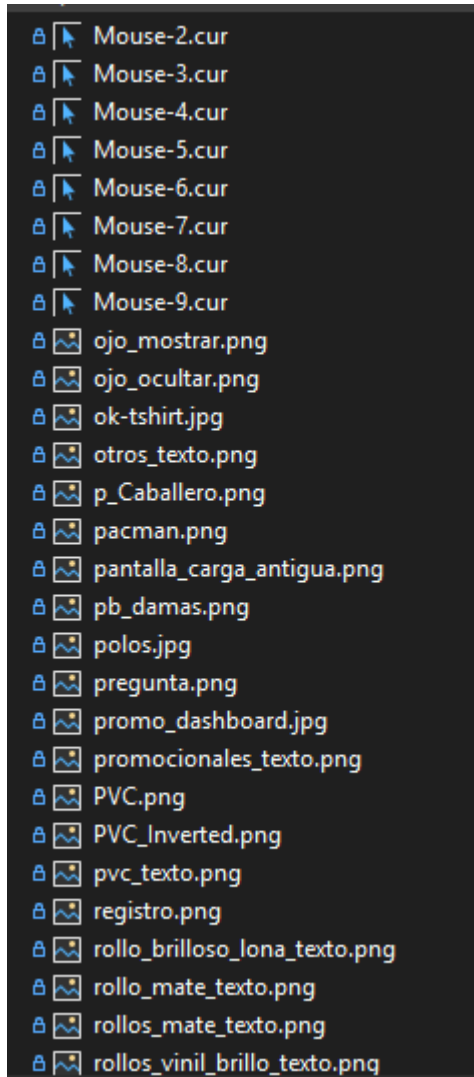 Mouse-2.cur
Mouse-3.cur
Mouse-4.cur
Mouse-5.cur
Mouse-6.cur
Mouse-7.cur
Mouse-8.cur
Mouse-9.cur
ojo_mostrar.png
ojo_ocultar.png
ok-tshirt.jpg
otros_texto.png
p_Caballero.png
pacman.png
pantalla_carga_antigua.png
pb_damas.png
polos.jpg
pregunta.png
promo_dashboard.jpg
promocionales_texto.png
PVC.png
PVC_Inverted.png
pvc_texto.png
registro.png
rollo_brilloso_lona_texto.png
rollo_mate_texto.png
rollos_mate_texto.png
rollos_vinil_brillo_texto.png